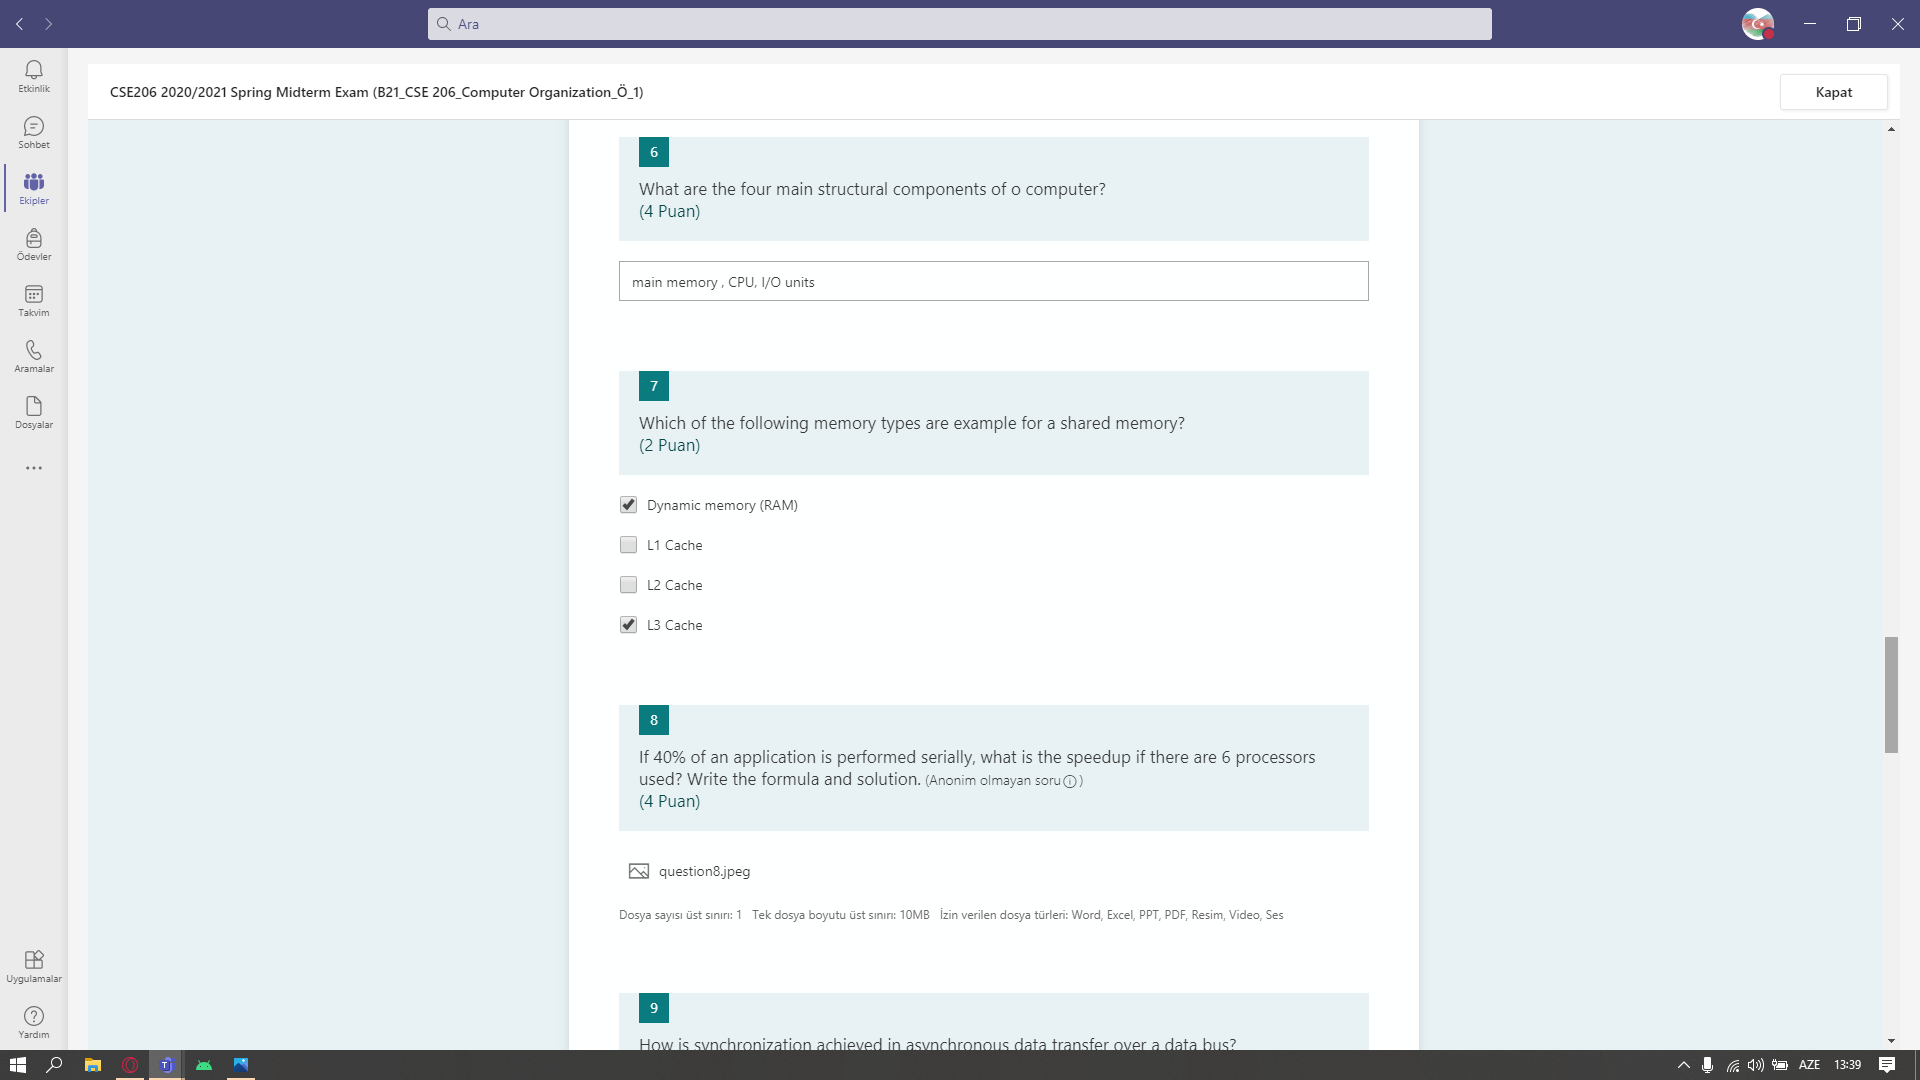 Ara
Etkinlik
Sohbet
Ekipler
Ödevler
Takvim
Aramalar
Dosyalar
Uygulamalar
Yardım
CSE206 2020/2021 Spring Midterm Exam (B21_CSE 206_Computer Organization_Ö_1)
Kapat
6
What are the four main structural components of o computer?
(4 Puan)
main memory , CPU, I/O units
7
Which of the following memory types are example for a shared memory?
(2 Puan)
Dynamic memory (RAM)
L1 Cache
L2 Cache
L3 Cache
8
If 40% of an application is performed serially, what is the speedup if there are 6 processors
used? Write the formula and solution. (Anonim olmayan soru)
(4 Puan)
question8.jpeg
Dosya sayısı üst sınırı: 1 Tek dosya boyutu üst sınırı: 10MB İzin verilen dosya türleri: Word, Excel, PPT, PDF, Resim, Video, Ses
9
How is synchronization achieved in asynchronous data transfer over a data bus?
AZE
13:39